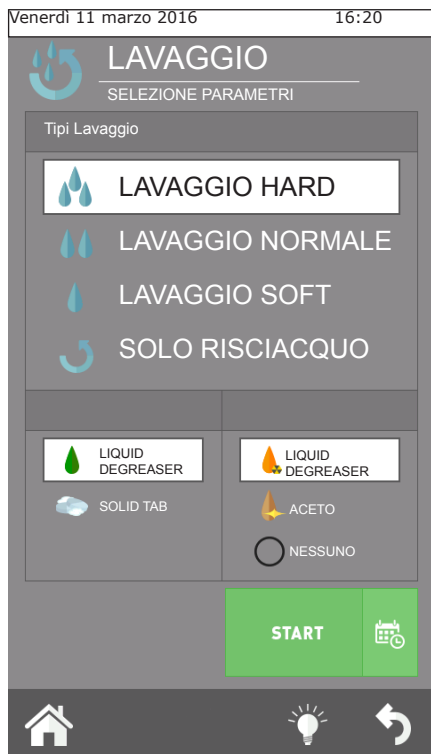 Venerdì 11 marzo 2016 16:20
LAVAGGIO
SELEZIONE PARAMETRI
Tipi Lavaggio
LAVAGGIO HARD
LAVAGGIO NORMALE
LAVAGGIO SOFT
SOLO RISCIACQUO
LIQUID
DEGREASER
SOLID TAB
LIQUID
DEGREASER
ACETO
NESSUNO
START